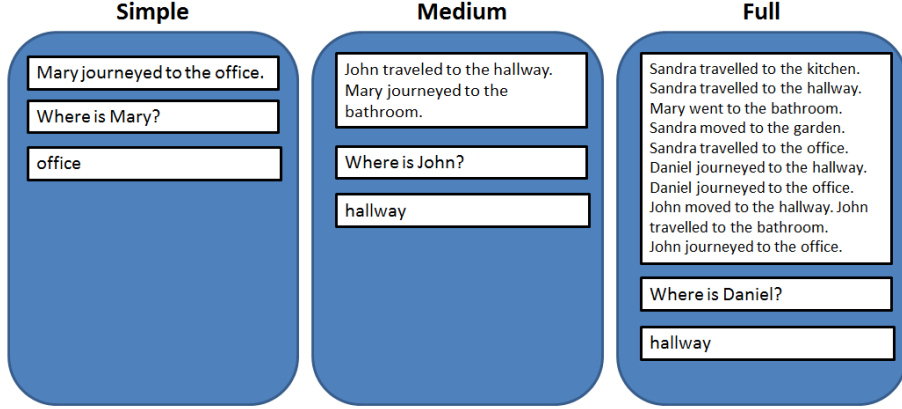 Simple
Mary journeyed to the office.
Where is Mary?
office
Medium
John traveled to the hallway.
Mary journeyed to the
bathroom.
Where is John?
hallway
Full
Sandra travelled to the kitchen.
Sandra travelled to the hallway.
Mary went to the bathroom.
Sandra moved to the garden.
Sandra travelled to the office.
Daniel journeyed to the hallway.
Daniel journeyed to the office.
John moved to the hallway. John
travelled to the bathroom.
John journeyed to the office.
Where is Daniel?
hallway